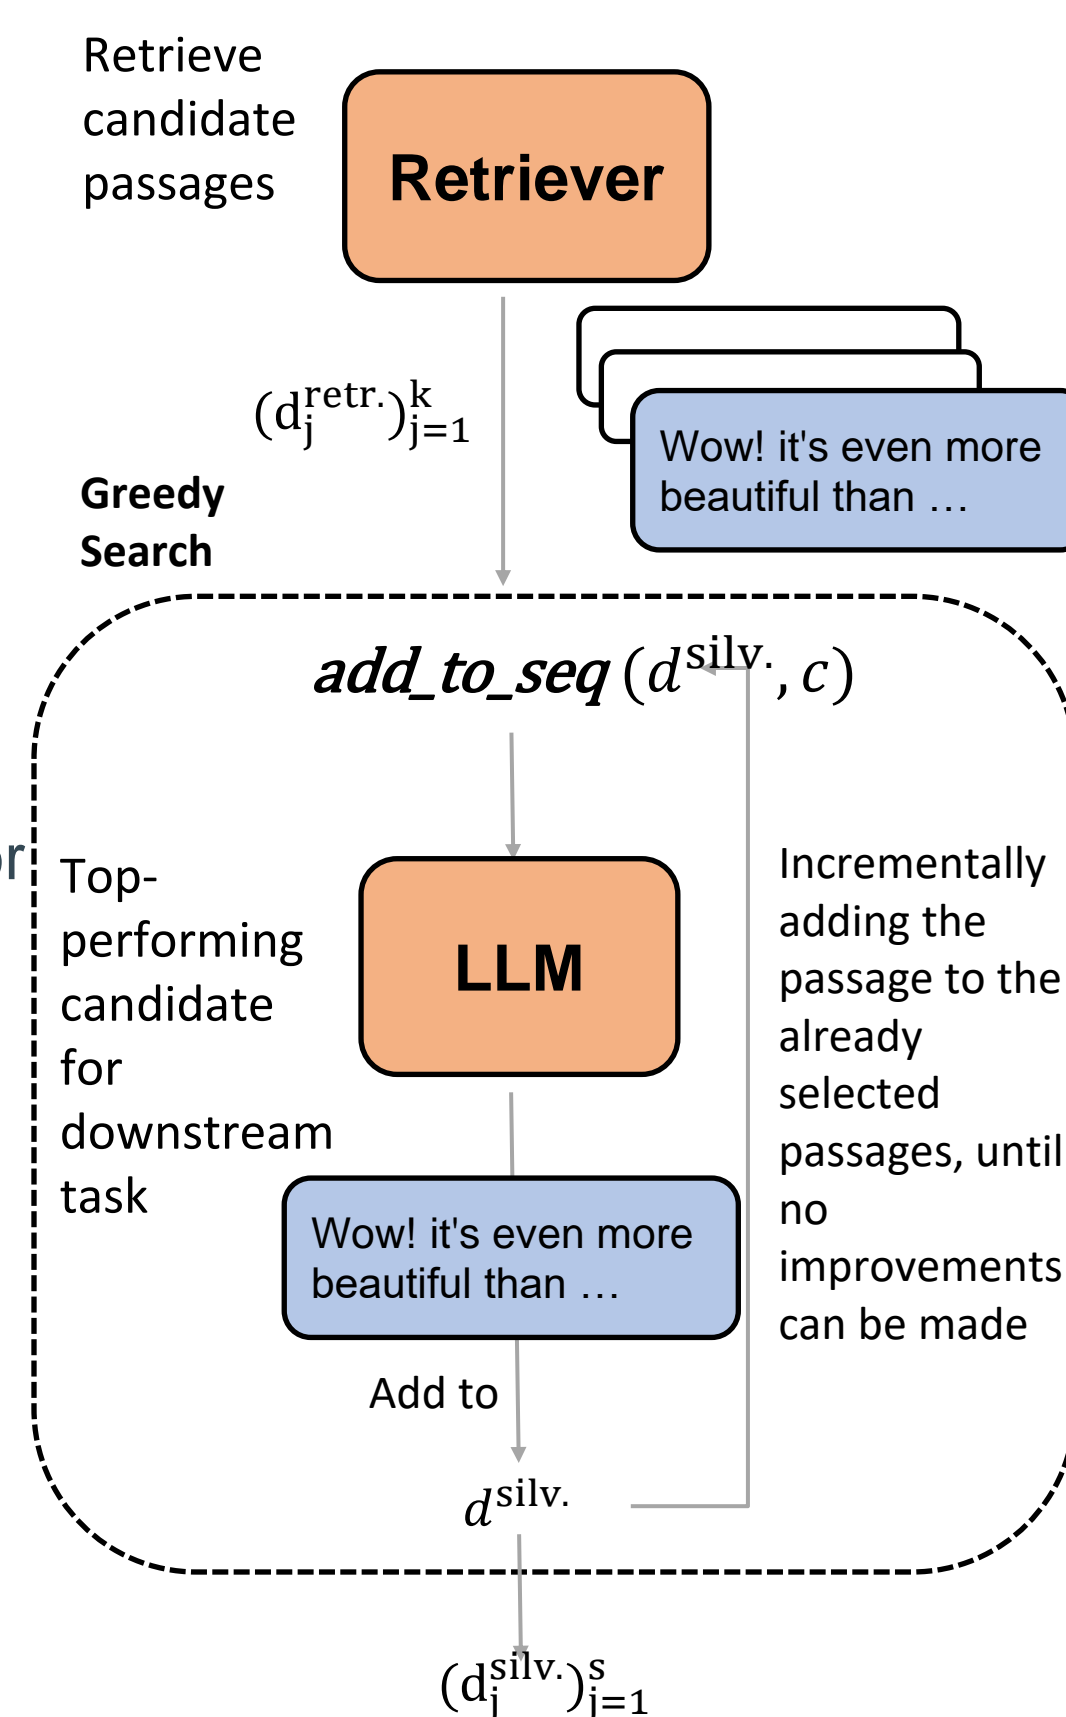 Retrieve
candidate
passages
Retriever
(d_j^{retr.})_{j=1}^{k}
Wow! it's even more
beautiful than …
Greedy
Search
add_to_seq (d^{silv.}, c)
or
Top-
performing
candidate
for
downstream
task
LLM
Incrementally
adding the
passage to the
already
selected
passages, until
no
improvements
can be made
Wow! it's even more
beautiful than …
Add to
d^{silv.}
(d_j^{silv.})_{j=1}^{s}